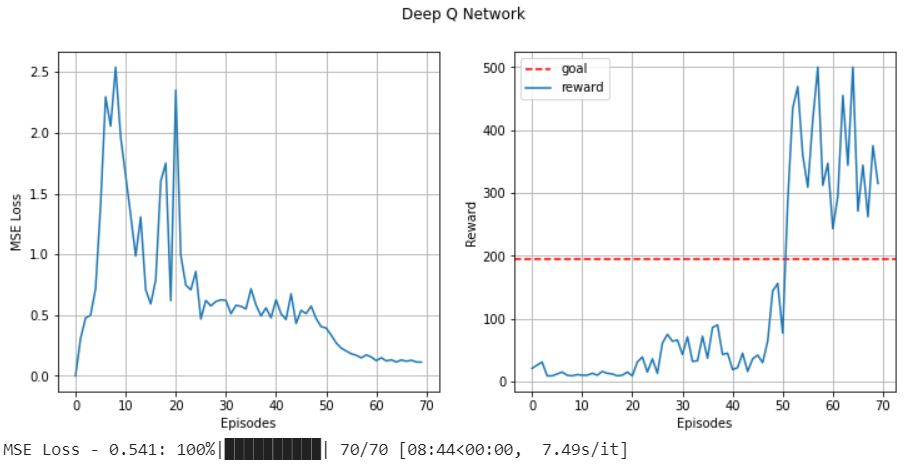 Deep Q Network
MSE Loss
2.5
2.0
1.5
1.0
0.5
0.0
0 10 20 30 40 50 60 70
Episodes
Reward
500
400
300
200
100
0
goal
reward
0 10 20 30 40 50 60 70
Episodes
MSE Loss - 0.541: 100%|██████████| 70/70 [08:44<00:00, 7.49s/it]